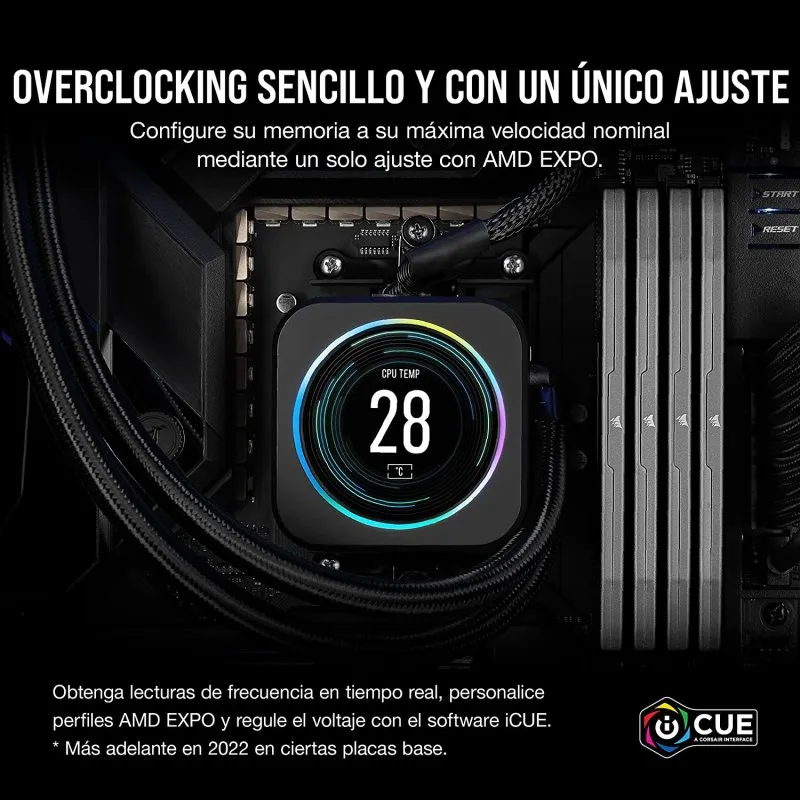 OVERCLOCKING SENCILLO Y CON UN ÚNICO AJUSTE
Configure su memoria a su máxima velocidad nominal
mediante un solo ajuste con AMD EXPO.
START
RESET
CPU TEMP
28
°C
Obtenga lecturas de frecuencia en tiempo real, personalice
perfiles AMD EXPO y regule el voltaje con el software iCUE.
* Más adelante en 2022 en ciertas placas base.
iCUE
A CORSAIR INTERFACE